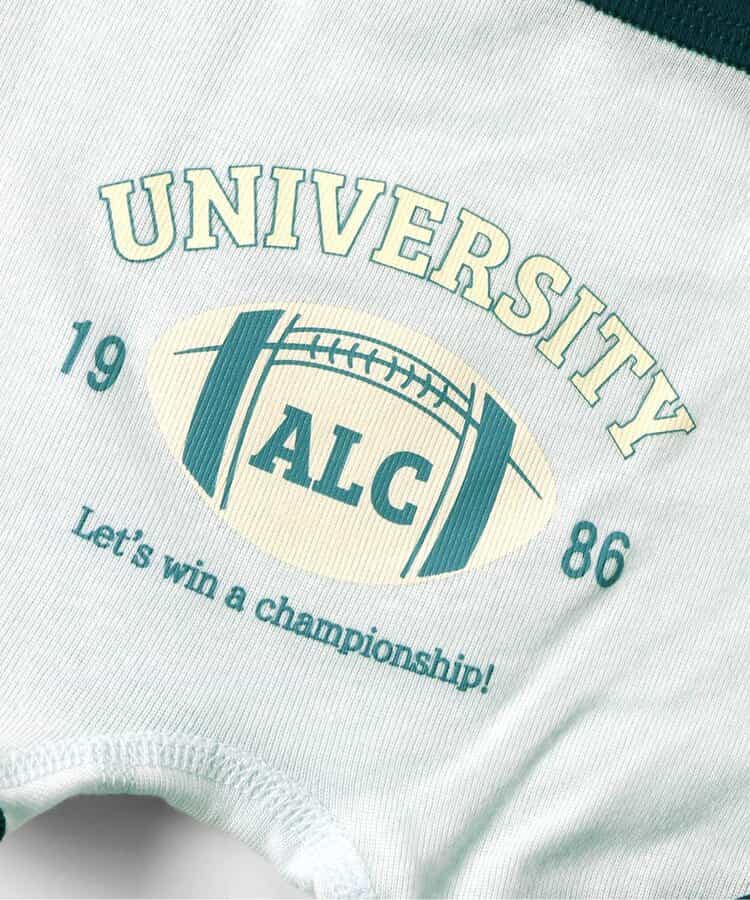 UNIVERSITY
19
ALC
86
Let's win a championship!